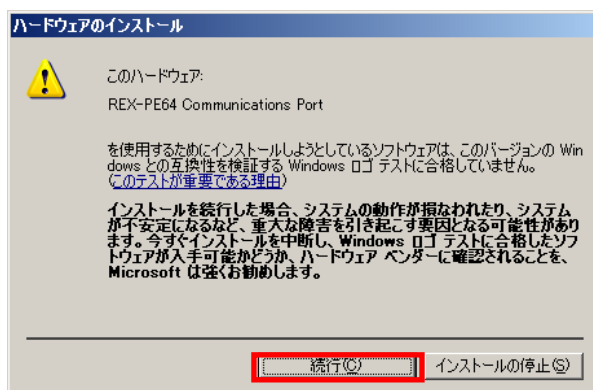 ハードウェアのインストール
このハードウェア:
REX-PE64 Communications Port
を使用するためにインストールしようとしているソフトウェアは、このバージョンの Win
dows との互換性を検証する Windows ロゴ テストに合格していません。
(このテストが重要である理由)
インストールを続行した場合、システムの動作が損なわれたり、システム
が不安定になるなど、重大な障害を引き起こす要因となる可能性があり
ます。今すぐインストールを中断し、Windows ロゴ テストに合格したソフ
トウェアが入手可能かどうか、ハードウェア ベンダーに確認されることを、
Microsoft は強くお勧めします。
続行(C)
インストールの停止(S)